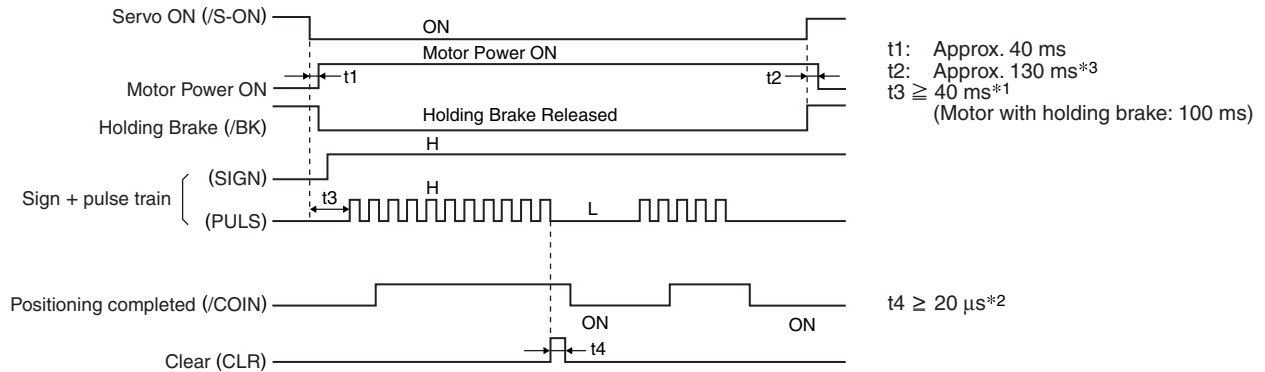 Servo ON (/S-ON)
ON
Motor Power ON
t1
t2
Motor Power ON
Holding Brake (/BK)
Holding Brake Released
H
(SIGN)
Sign + pulse train
t3
H
L
(PULS)
Positioning completed (/COIN)
ON
ON
t4
Clear (CLR)
t1: Approx. 40 ms
t2: Approx. 130 ms*3
t3 ≧ 40 ms*1
(Motor with holding brake: 100 ms)
t4 ≧ 20 μs*2